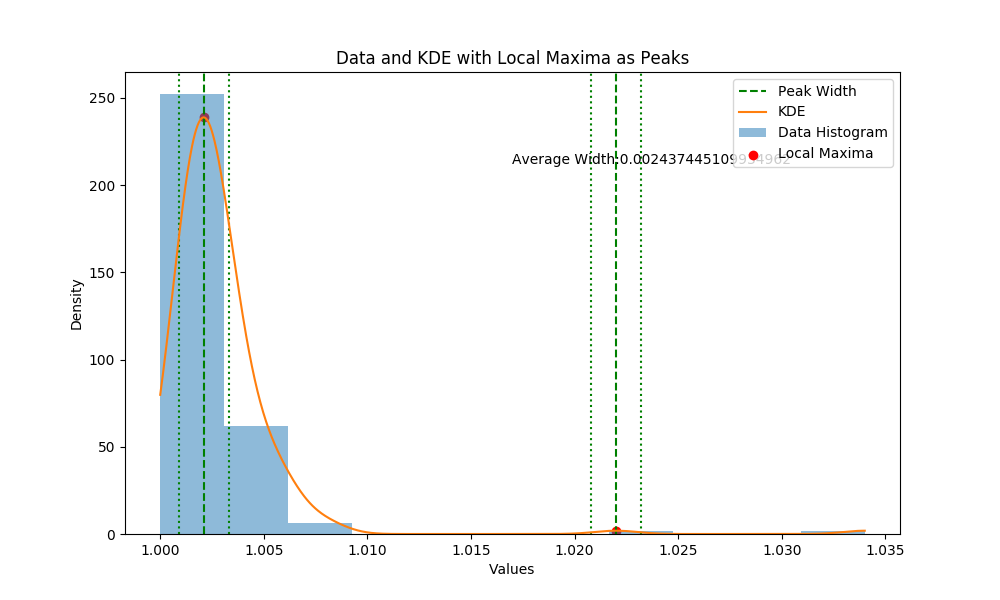 Data and KDE with Local Maxima as Peaks
250
200
150
100
50
0
Density
Peak Width
KDE
Data Histogram
Local Maxima
Average Width:0.002437445109
1.000
1.005
1.010
1.015
1.020
1.025
1.030
1.035
Values